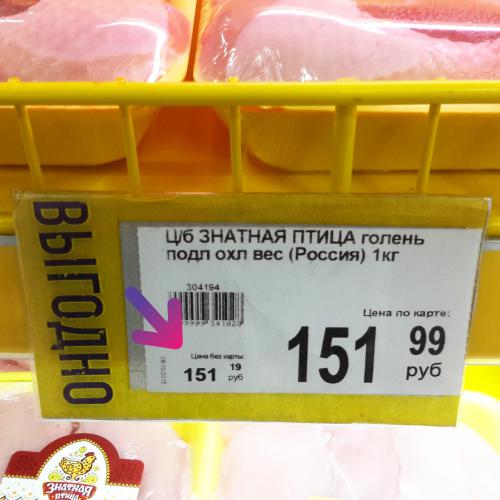 ВЫГОДНО
Ц/б ЗНАТНАЯ ПТИЦА голень
подл охл вес (Россия) 1кг
304194
Цена по карте:
151 99
руб
Цена без карты:
151 19
руб
ЗНАТНАЯ
ПТИЦА